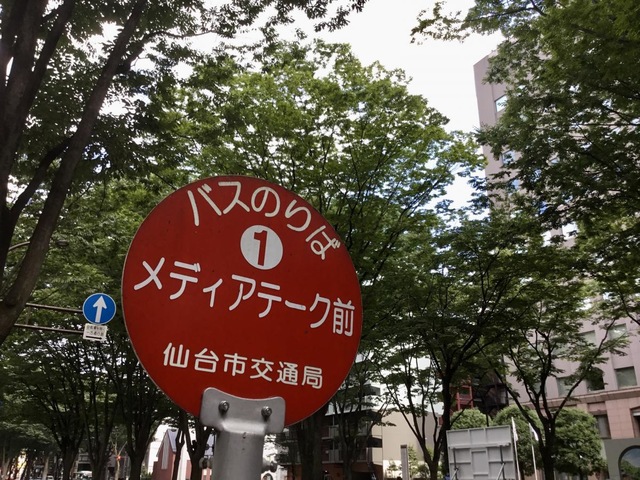 バスのりば
1
メディアテーク前
仙台市交通局